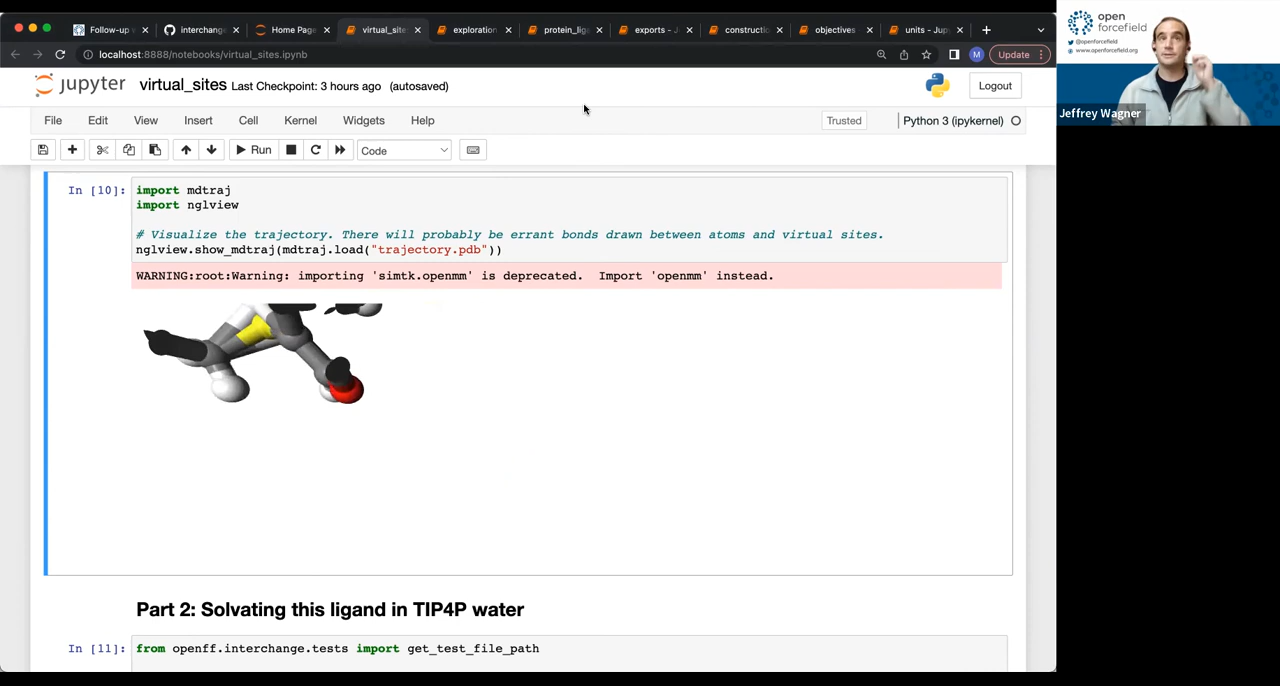 Follow-up
interchang
Home Page
virtual_site
exploration
protein_lig
exports - J
constructic
objectives
units - Jup
localhost:8888/notebooks/virtual_sites.ipynb
M
Update
jupyter
virtual_sites Last Checkpoint: 3 hours ago (autosaved)
Logout
File Edit View Insert Cell Kernel Widgets Help
Trusted
Python 3 (ipykernel)
Run
Code
In [10]:
import mdtraj
import nglview
# Visualize the trajectory. There will probably be errant bonds drawn between atoms and virtual sites.
nglview.show_mdtraj(mdtraj.load("trajectory.pdb"))
WARNING:root:Warning: importing 'simtk.openmm' is deprecated.  Import 'openmm' instead.
Part 2: Solvating this ligand in TIP4P water
In [11]:
from openff.interchange.tests import get_test_file_path
open
forcefield
@openforcefield
www.openforcefield.org
Jeffrey Wagner